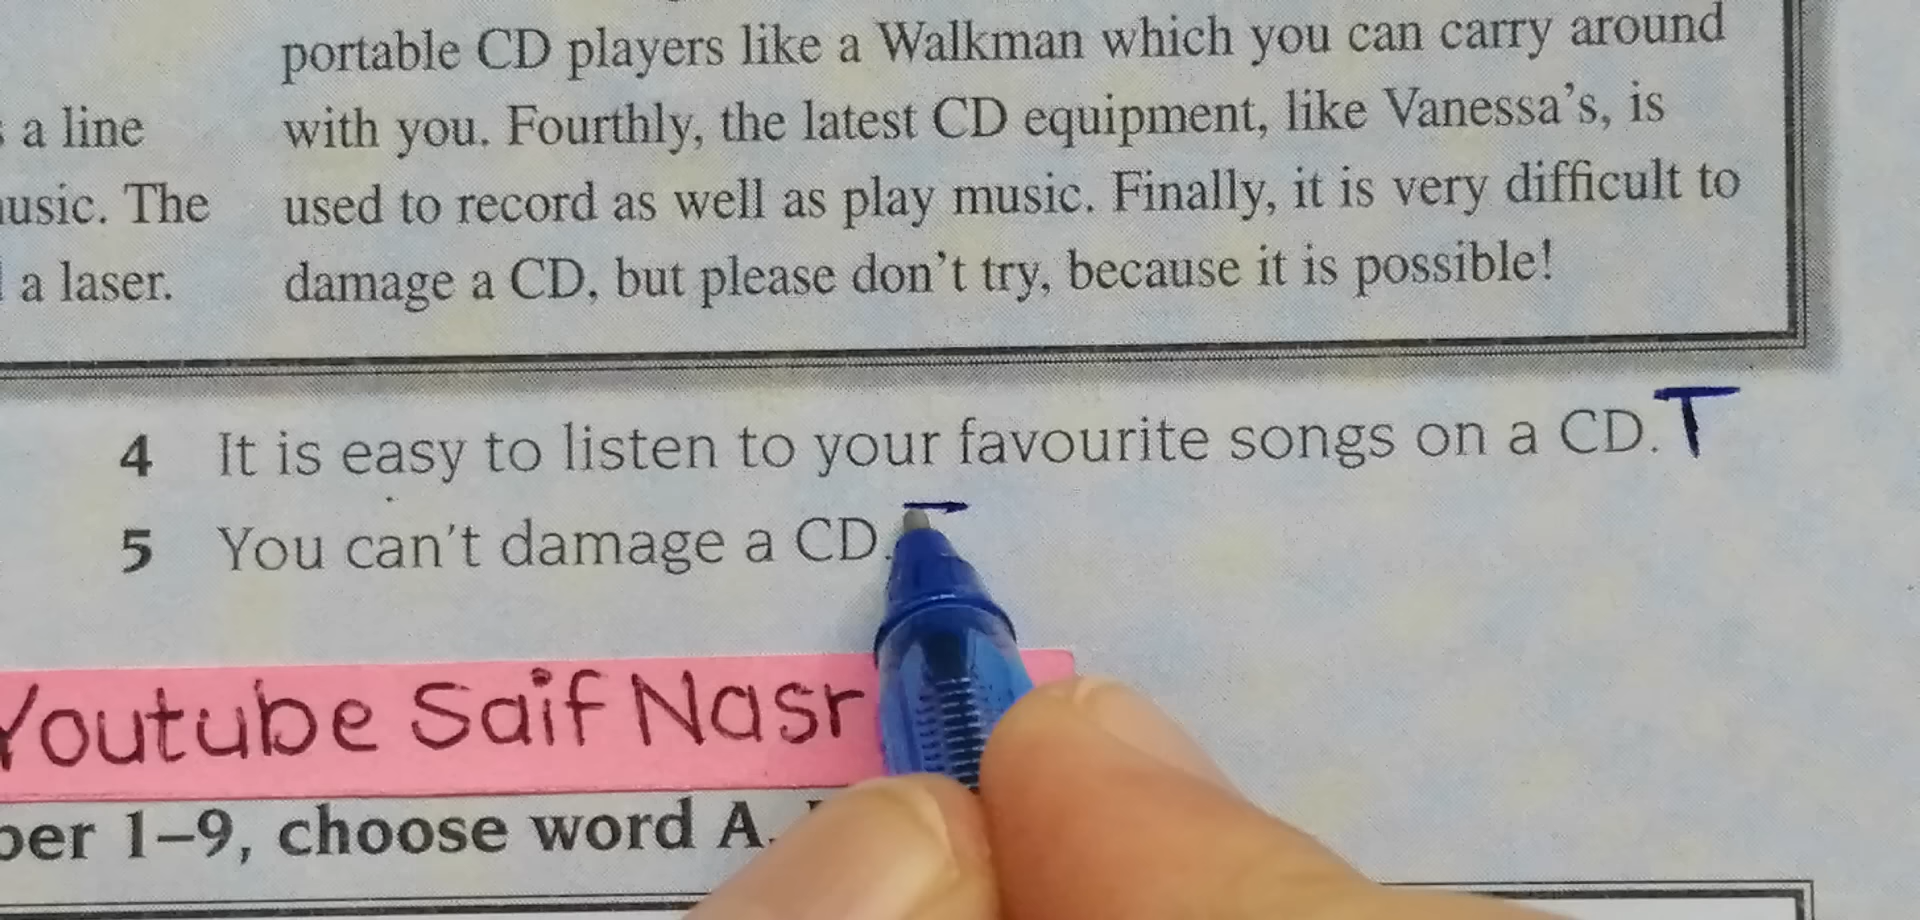 a line
The
a laser.
portable CD players like a Walkman which you can carry around
with you. Fourthly, the latest CD equipment, like Vanessa's, is
used to record as well as play music. Finally, it is very difficult to
damage a CD, but please don't try, because it is possible!
4 It is easy to listen to your favourite songs on a CD. T
5 You can't damage a CD.
Youtube Saif Nasr
1–9, choose word A.